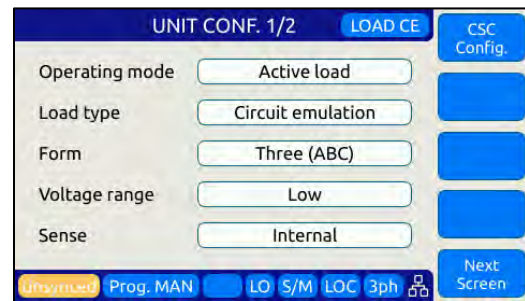 UNIT CONF. 1/2 LOAD CE
CSC
Config.
Operating mode Active load
Load type Circuit emulation
Form Three (ABC)
Voltage range Low
Sense Internal
Unsynced Prog. MAN LO S/M LOC 3ph
Next
Screen